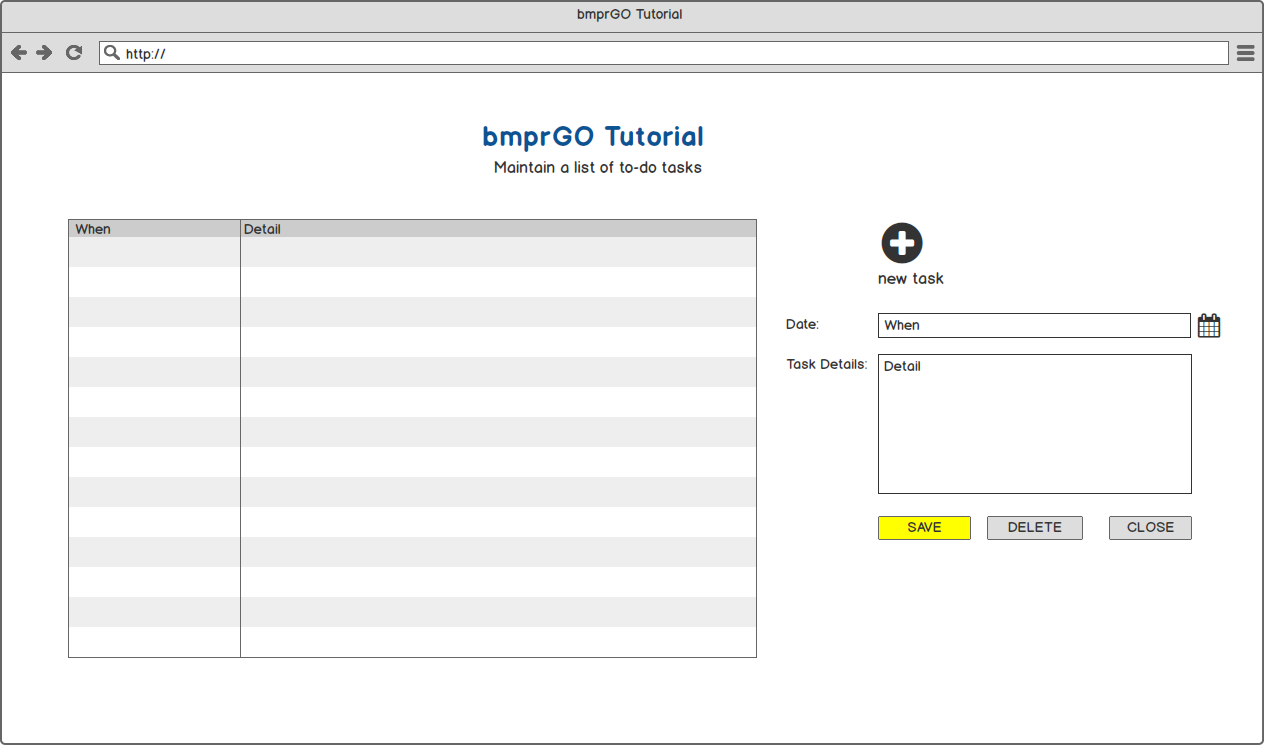 bmprGO Tutorial
http://
bmprGO Tutorial
Maintain a list of to-do tasks
When Detail
new task
Date: When
Task Details: Detail
SAVE DELETE CLOSE